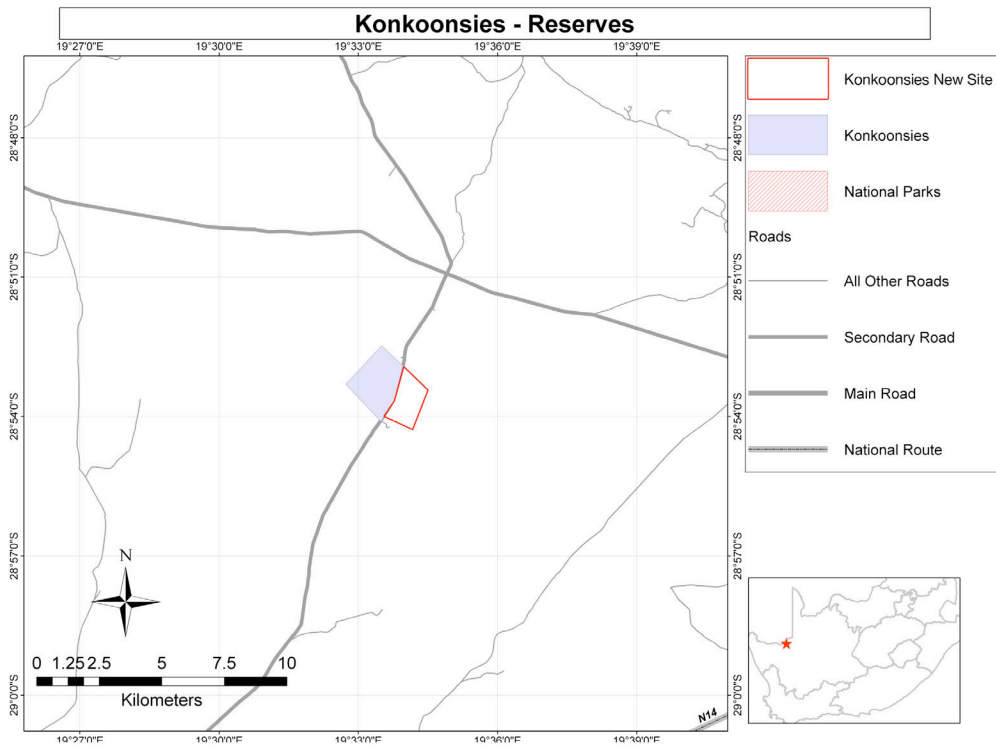 Konkoonsies - Reserves
19°27'0"E 19°30'0"E 19°33'0"E 19°36'0"E 19°39'0"E
28°48'0"S 28°48'0"S
28°51'0"S 28°51'0"S
28°54'0"S 28°54'0"S
28°57'0"S 28°57'0"S
29°0'0"S 29°0'0"S
N
0 1.25 2.5 5 7.5 10
Kilometers
N14
19°27'0"E 19°30'0"E 19°33'0"E 19°36'0"E 19°39'0"E
Konkoonsies New Site
Konkoonsies
National Parks
Roads
All Other Roads
Secondary Road
Main Road
National Route